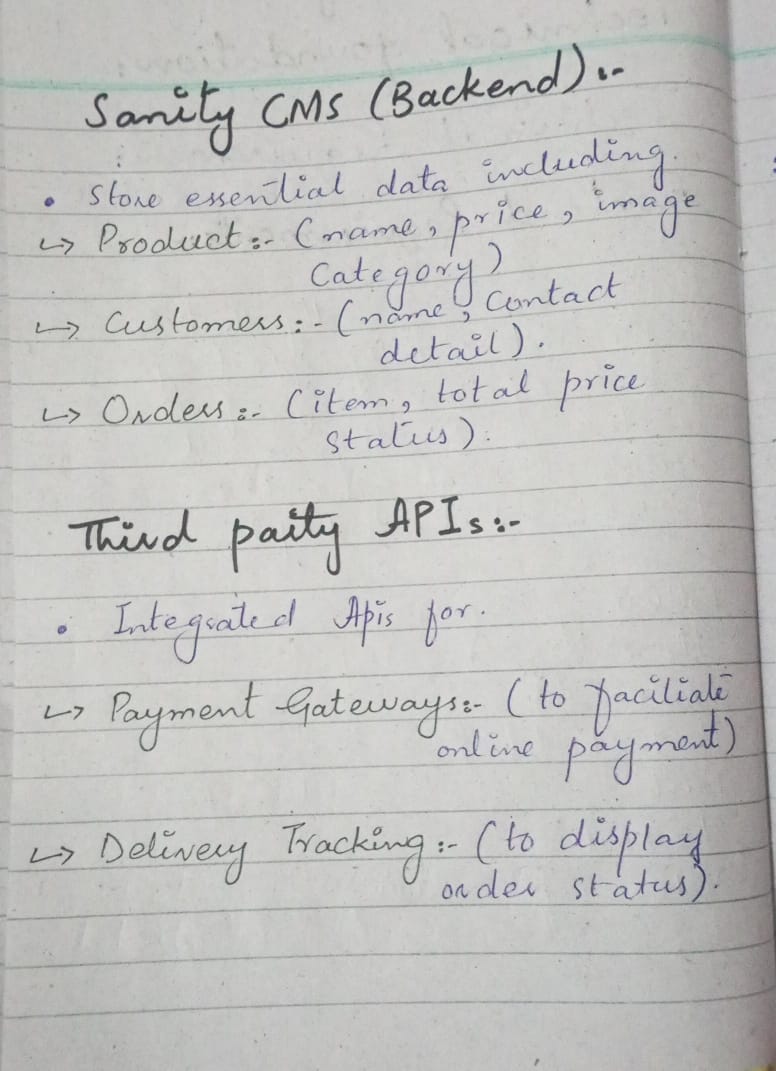 Sanity CMS (Backend) :-
• Store essential data including.
↳ Product :- (name, price, image
Category)
↳ Customers :- (name, contact
detail).
↳ Orders :- (item, total price
status).
Third party APIs :-
• Integrated Apis for.
↳ Payment Gateways :- (to faciliate
online payment)
↳ Delivery Tracking :- (to display
order status).